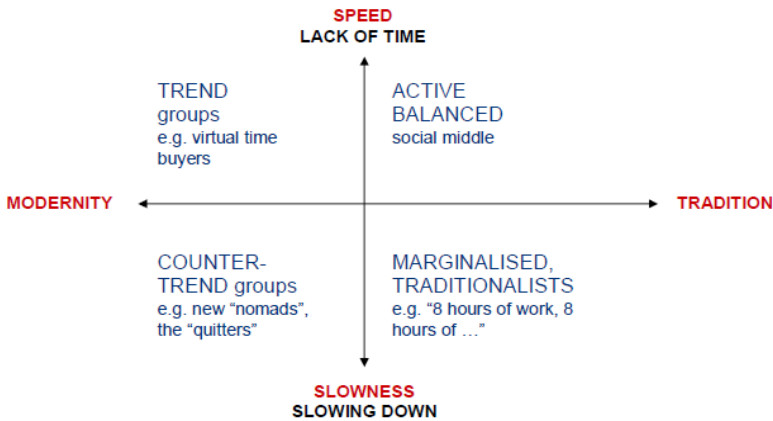 SPEED
LACK OF TIME
TREND
groups
e.g. virtual time
buyers
ACTIVE
BALANCED
social middle
MODERNITY
TRADITION
COUNTER-
TREND groups
e.g. new “nomads”,
the “quitters”
MARGINALISED,
TRADITIONALISTS
e.g. “8 hours of work, 8
hours of …”
SLOWNESS
SLOWING DOWN